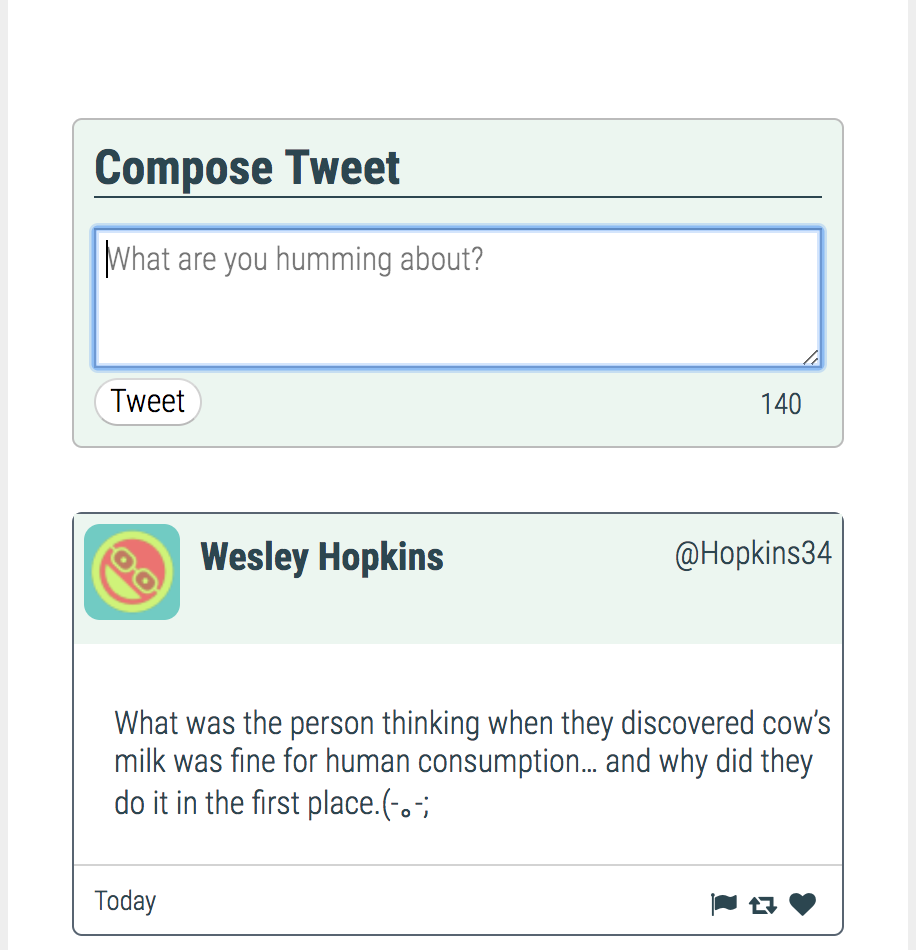 Compose Tweet
What are you humming about?
Tweet
140
Wesley Hopkins
@Hopkins34
What was the person thinking when they discovered cow’s
milk was fine for human consumption… and why did they
do it in the first place.(-｡-;
Today